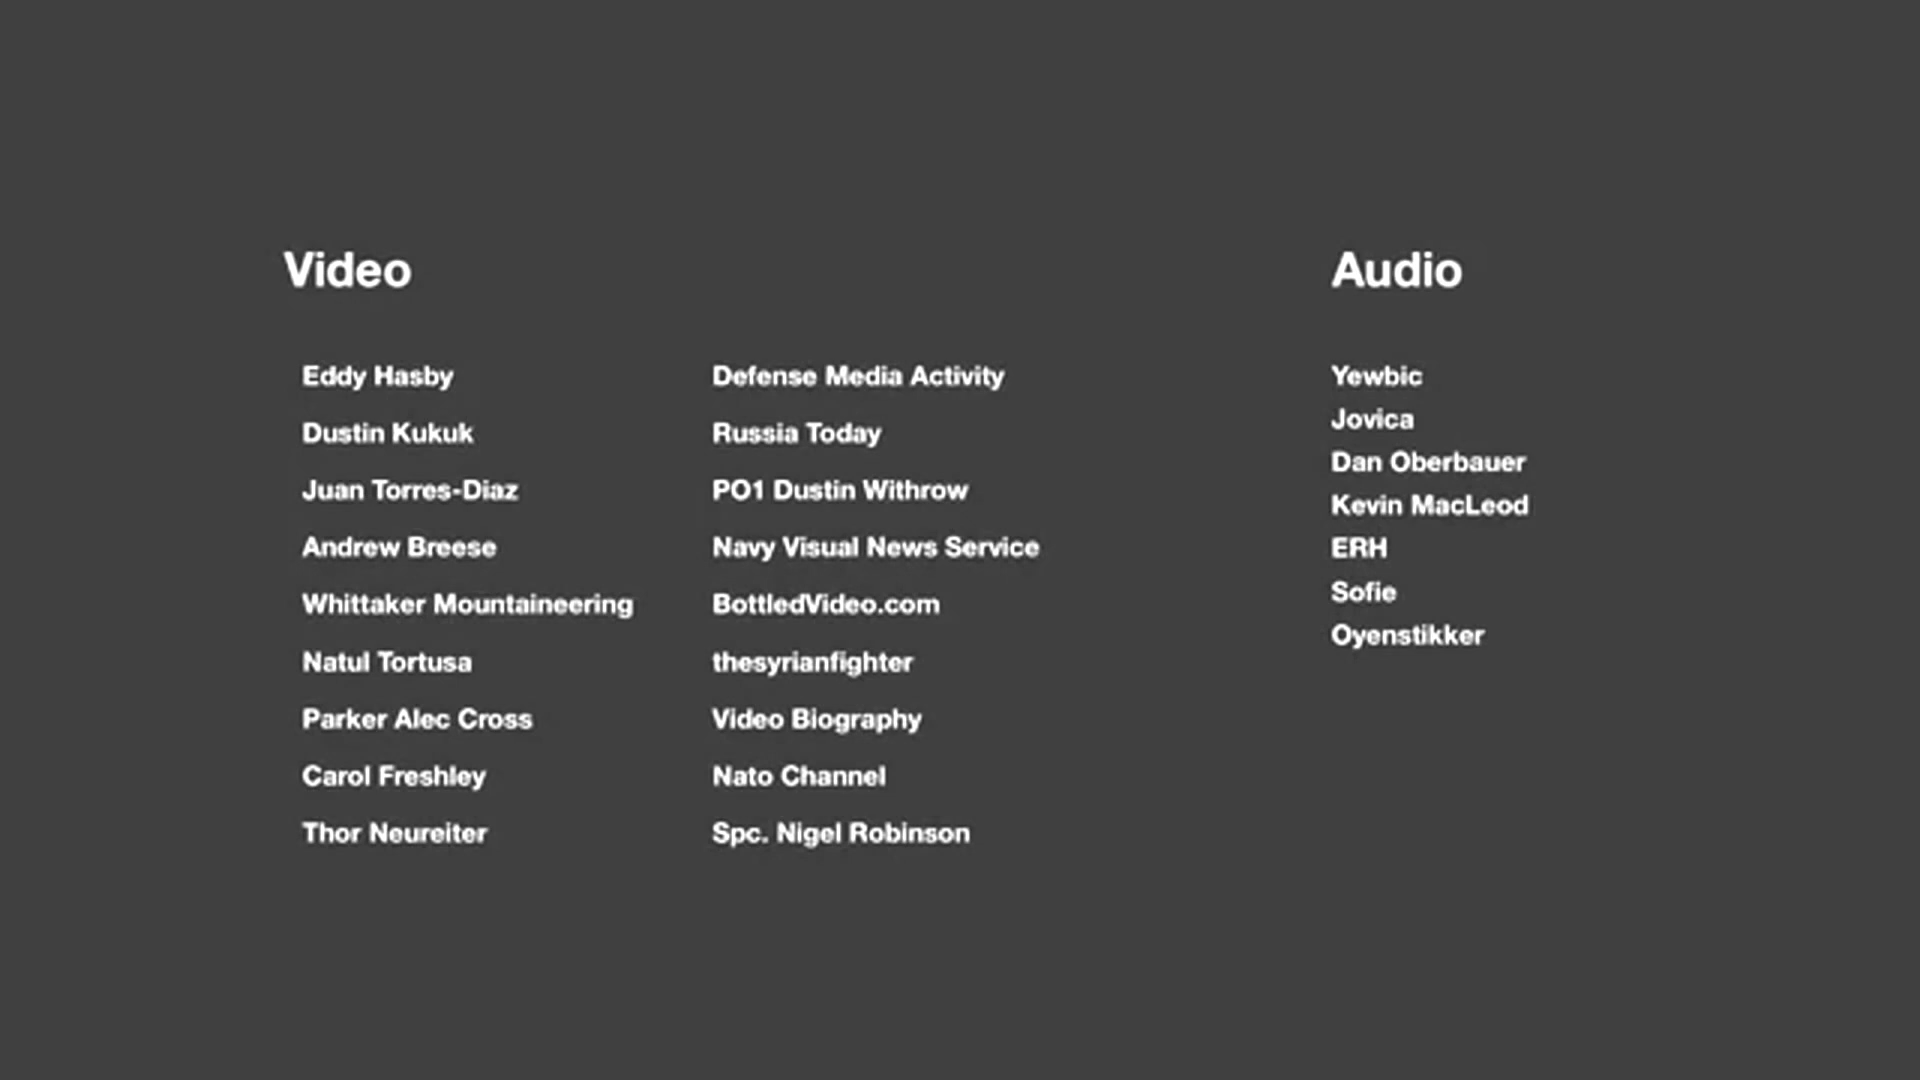 Video
Eddy Hasby
Dustin Kukuk
Juan Torres-Diaz
Andrew Breese
Whittaker Mountaineering
Natul Tortusa
Parker Alec Cross
Carol Freshley
Thor Neureiter
Defense Media Activity
Russia Today
PO1 Dustin Withrow
Navy Visual News Service
BottledVideo.com
thesyrianfighter
Video Biography
Nato Channel
Spc. Nigel Robinson
Audio
Yewbic
Jovica
Dan Oberbauer
Kevin MacLeod
ERH
Sofie
Oyenstikker